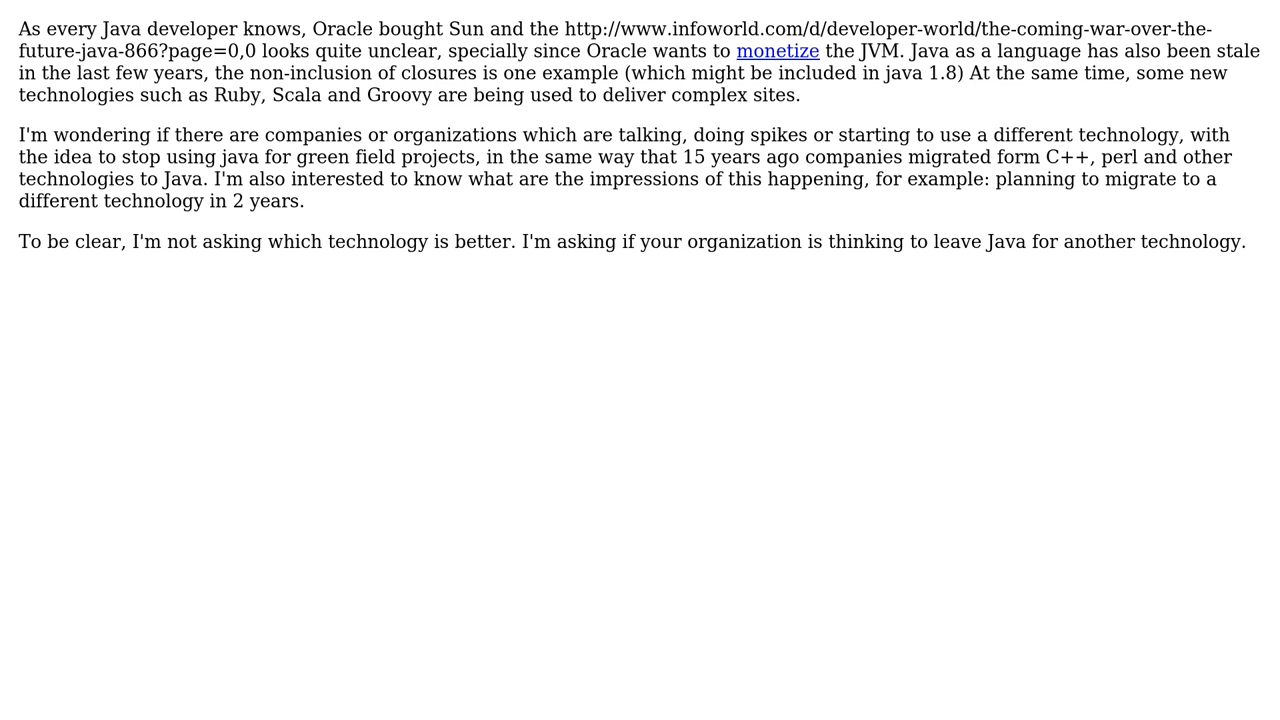 As every Java developer knows, Oracle bought Sun and the http://www.infoworld.com/d/developer-world/the-coming-war-over-the-
future-java-866?page=0,0 looks quite unclear, specially since Oracle wants to monetize the JVM. Java as a language has also been stale
in the last few years, the non-inclusion of closures is one example (which might be included in java 1.8) At the same time, some new
technologies such as Ruby, Scala and Groovy are being used to deliver complex sites.
I'm wondering if there are companies or organizations which are talking, doing spikes or starting to use a different technology, with
the idea to stop using java for green field projects, in the same way that 15 years ago companies migrated form C++, perl and other
technologies to Java. I'm also interested to know what are the impressions of this happening, for example: planning to migrate to a
different technology in 2 years.
To be clear, I'm not asking which technology is better. I'm asking if your organization is thinking to leave Java for another technology.